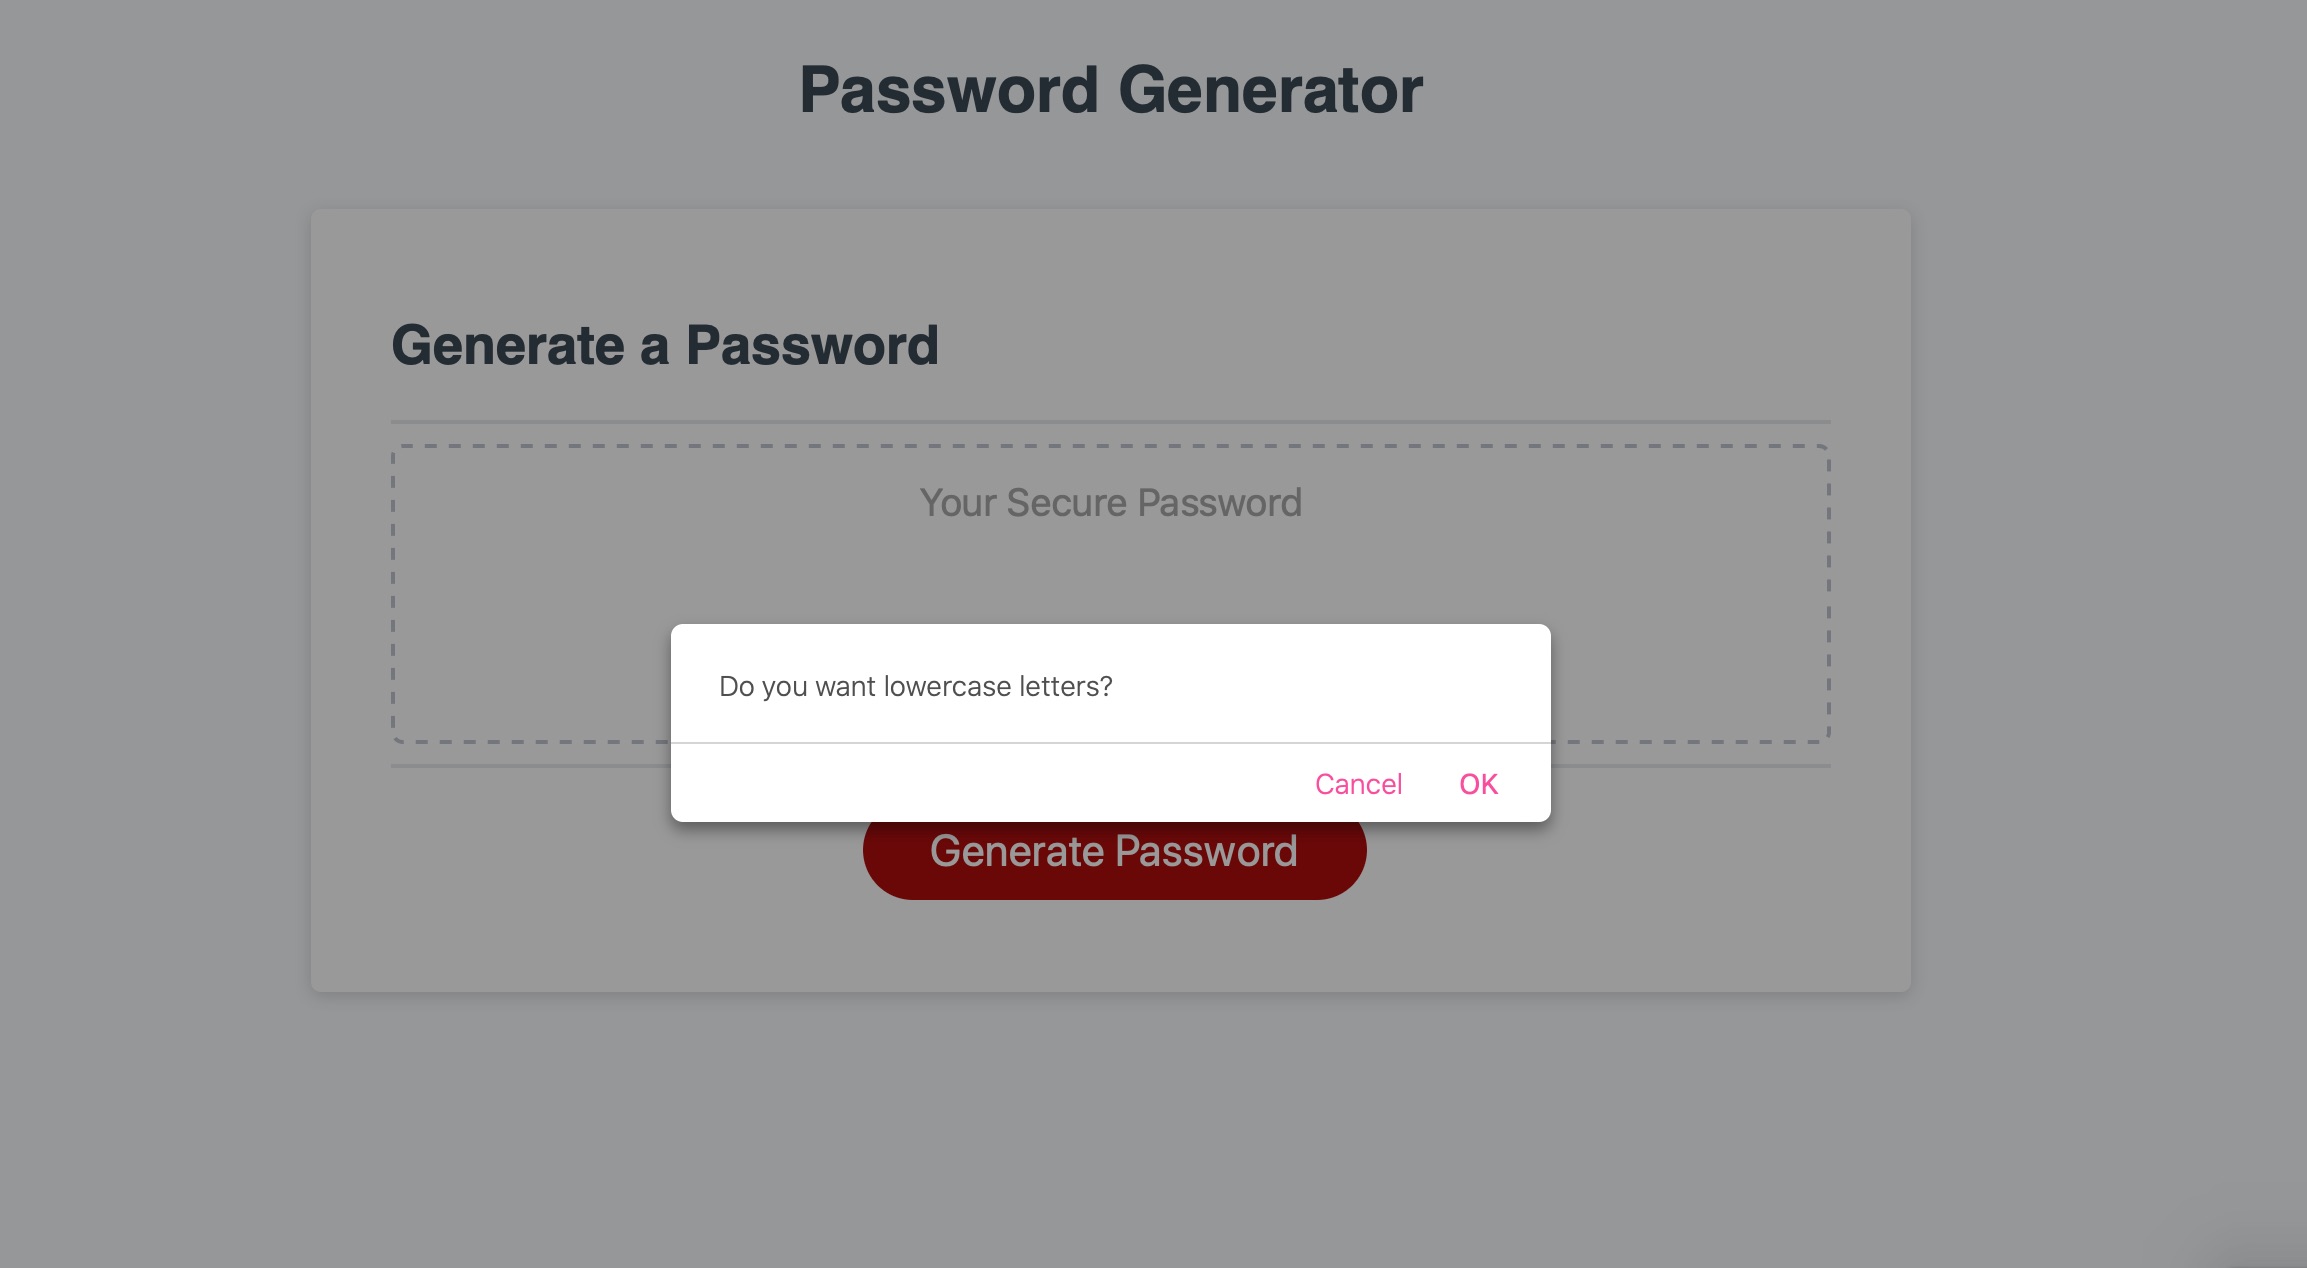 Password Generator
Generate a Password
Your Secure Password
Do you want lowercase letters?
Cancel OK
Generate Password